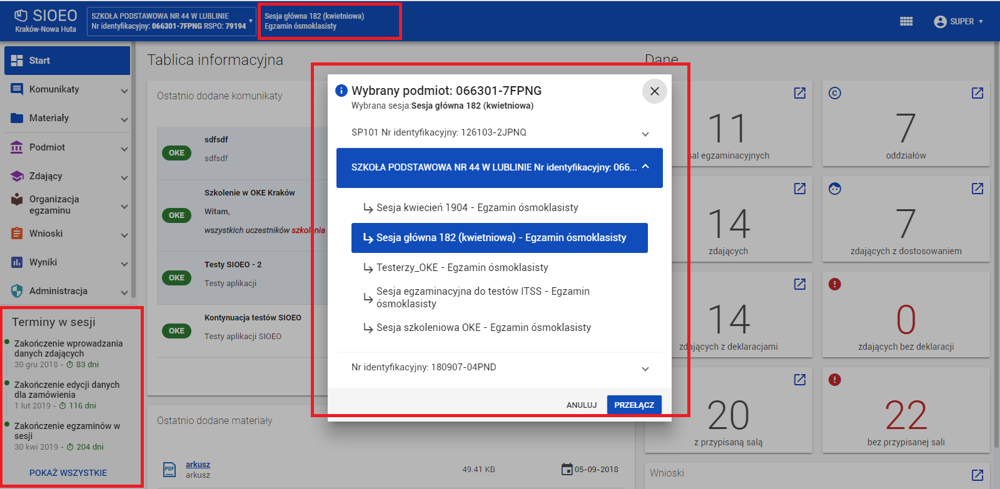 SIOEO
Kraków-Nowa Huta
SZKOŁA PODSTAWOWA NR 44 W LUBLINIE
Nr identyfikacyjny: 066301-7FPNG RSPO: 79194
Sesja główna 182 (kwietniowa)
Egzamin ósmoklasisty
SUPER
Start
Komunikaty
Materiały
Podmiot
Zdający
Organizacja
egzaminu
Wnioski
Wyniki
Administracja
Terminy w sesji
Zakończenie wprowadzania
danych zdających
30 gru 2018 - 83 dni
Zakończenie edycji danych
dla zamówienia
1 lut 2019 - 116 dni
Zakończenie egzaminów w
sesji
30 kwi 2019 - 204 dni
POKAŻ WSZYSTKIE
Tablica informacyjna
Ostatnio dodane komunikaty
OKE
sdfsdf
sdfsdf
OKE
Szkolenie w OKE Kraków
Witam,
wszystkich uczestników szkolenia
OKE
Testy SIOEO - 2
Testy aplikacji
OKE
Kontynuacja testów SIOEO
Testy aplikacji SIOEO
Ostatnio dodane materiały
PDF
arkusz
arkusz
49.41 KB
05-09-2018
Wybrany podmiot: 066301-7FPNG
Wybrana sesja:Sesja główna 182 (kwietniowa)
SP101 Nr identyfikacyjny: 126103-2JPNQ
SZKOŁA PODSTAWOWA NR 44 W LUBLINIE Nr identyfikacyjny: 066...
Sesja kwiecień 1904 - Egzamin ósmoklasisty
Sesja główna 182 (kwietniowa) - Egzamin ósmoklasisty
Testerzy_OKE - Egzamin ósmoklasisty
Sesja egzaminacyjna do testów ITSS - Egzamin
ósmoklasisty
Sesja szkoleniowa OKE - Egzamin ósmoklasisty
Nr identyfikacyjny: 180907-04PND
ANULUJ
PRZEŁĄCZ
Dane
11
sal egzaminacyjnych
7
oddziałów
14
zdających
7
zdających z dostosowaniem
14
zdających z deklaracjami
0
zdających bez deklaracji
20
z przypisaną salą
22
bez przypisanej sali
Wnioski